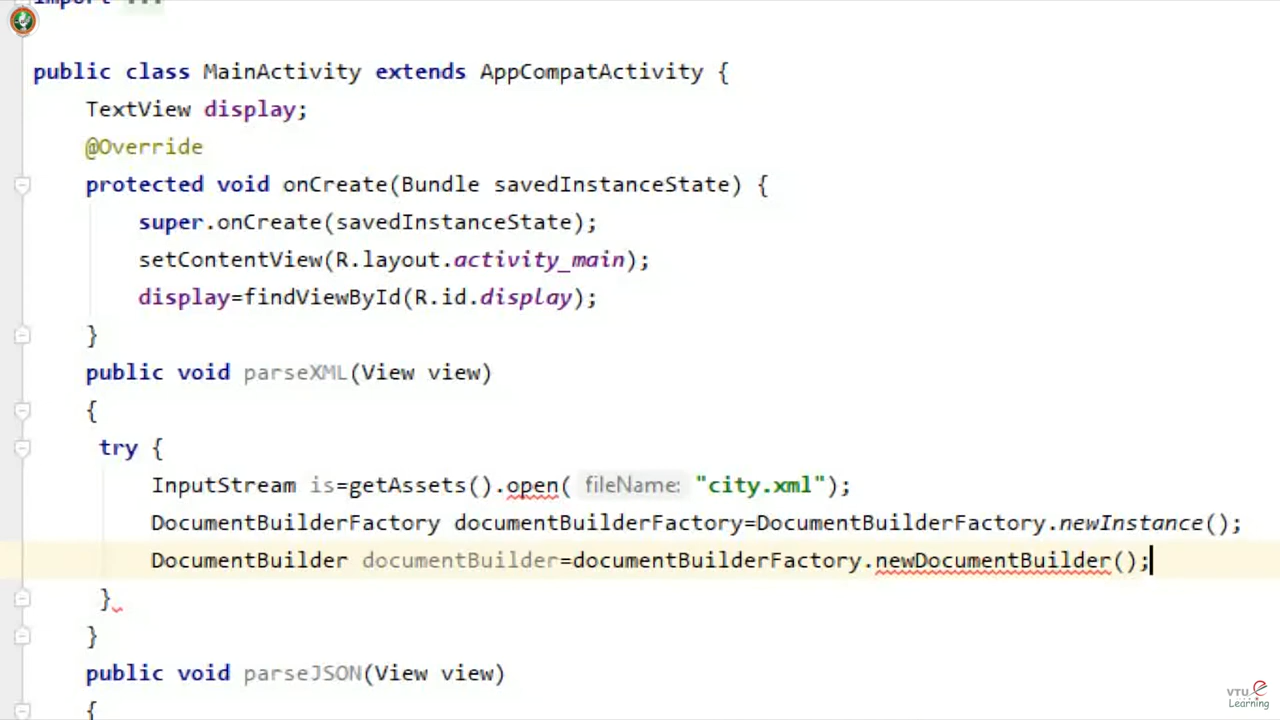 import ...
public class MainActivity extends AppCompatActivity {
TextView display;
@Override
protected void onCreate(Bundle savedInstanceState) {
super.onCreate(savedInstanceState);
setContentView(R.layout.activity_main);
display=findViewById(R.id.display);
}
public void parseXML(View view)
{
try {
InputStream is=getAssets().open( fileName: "city.xml");
DocumentBuilderFactory documentBuilderFactory=DocumentBuilderFactory.newInstance();
DocumentBuilder documentBuilder=documentBuilderFactory.newDocumentBuilder();
}
}
public void parseJSON(View view)
{
VTU e
Learning